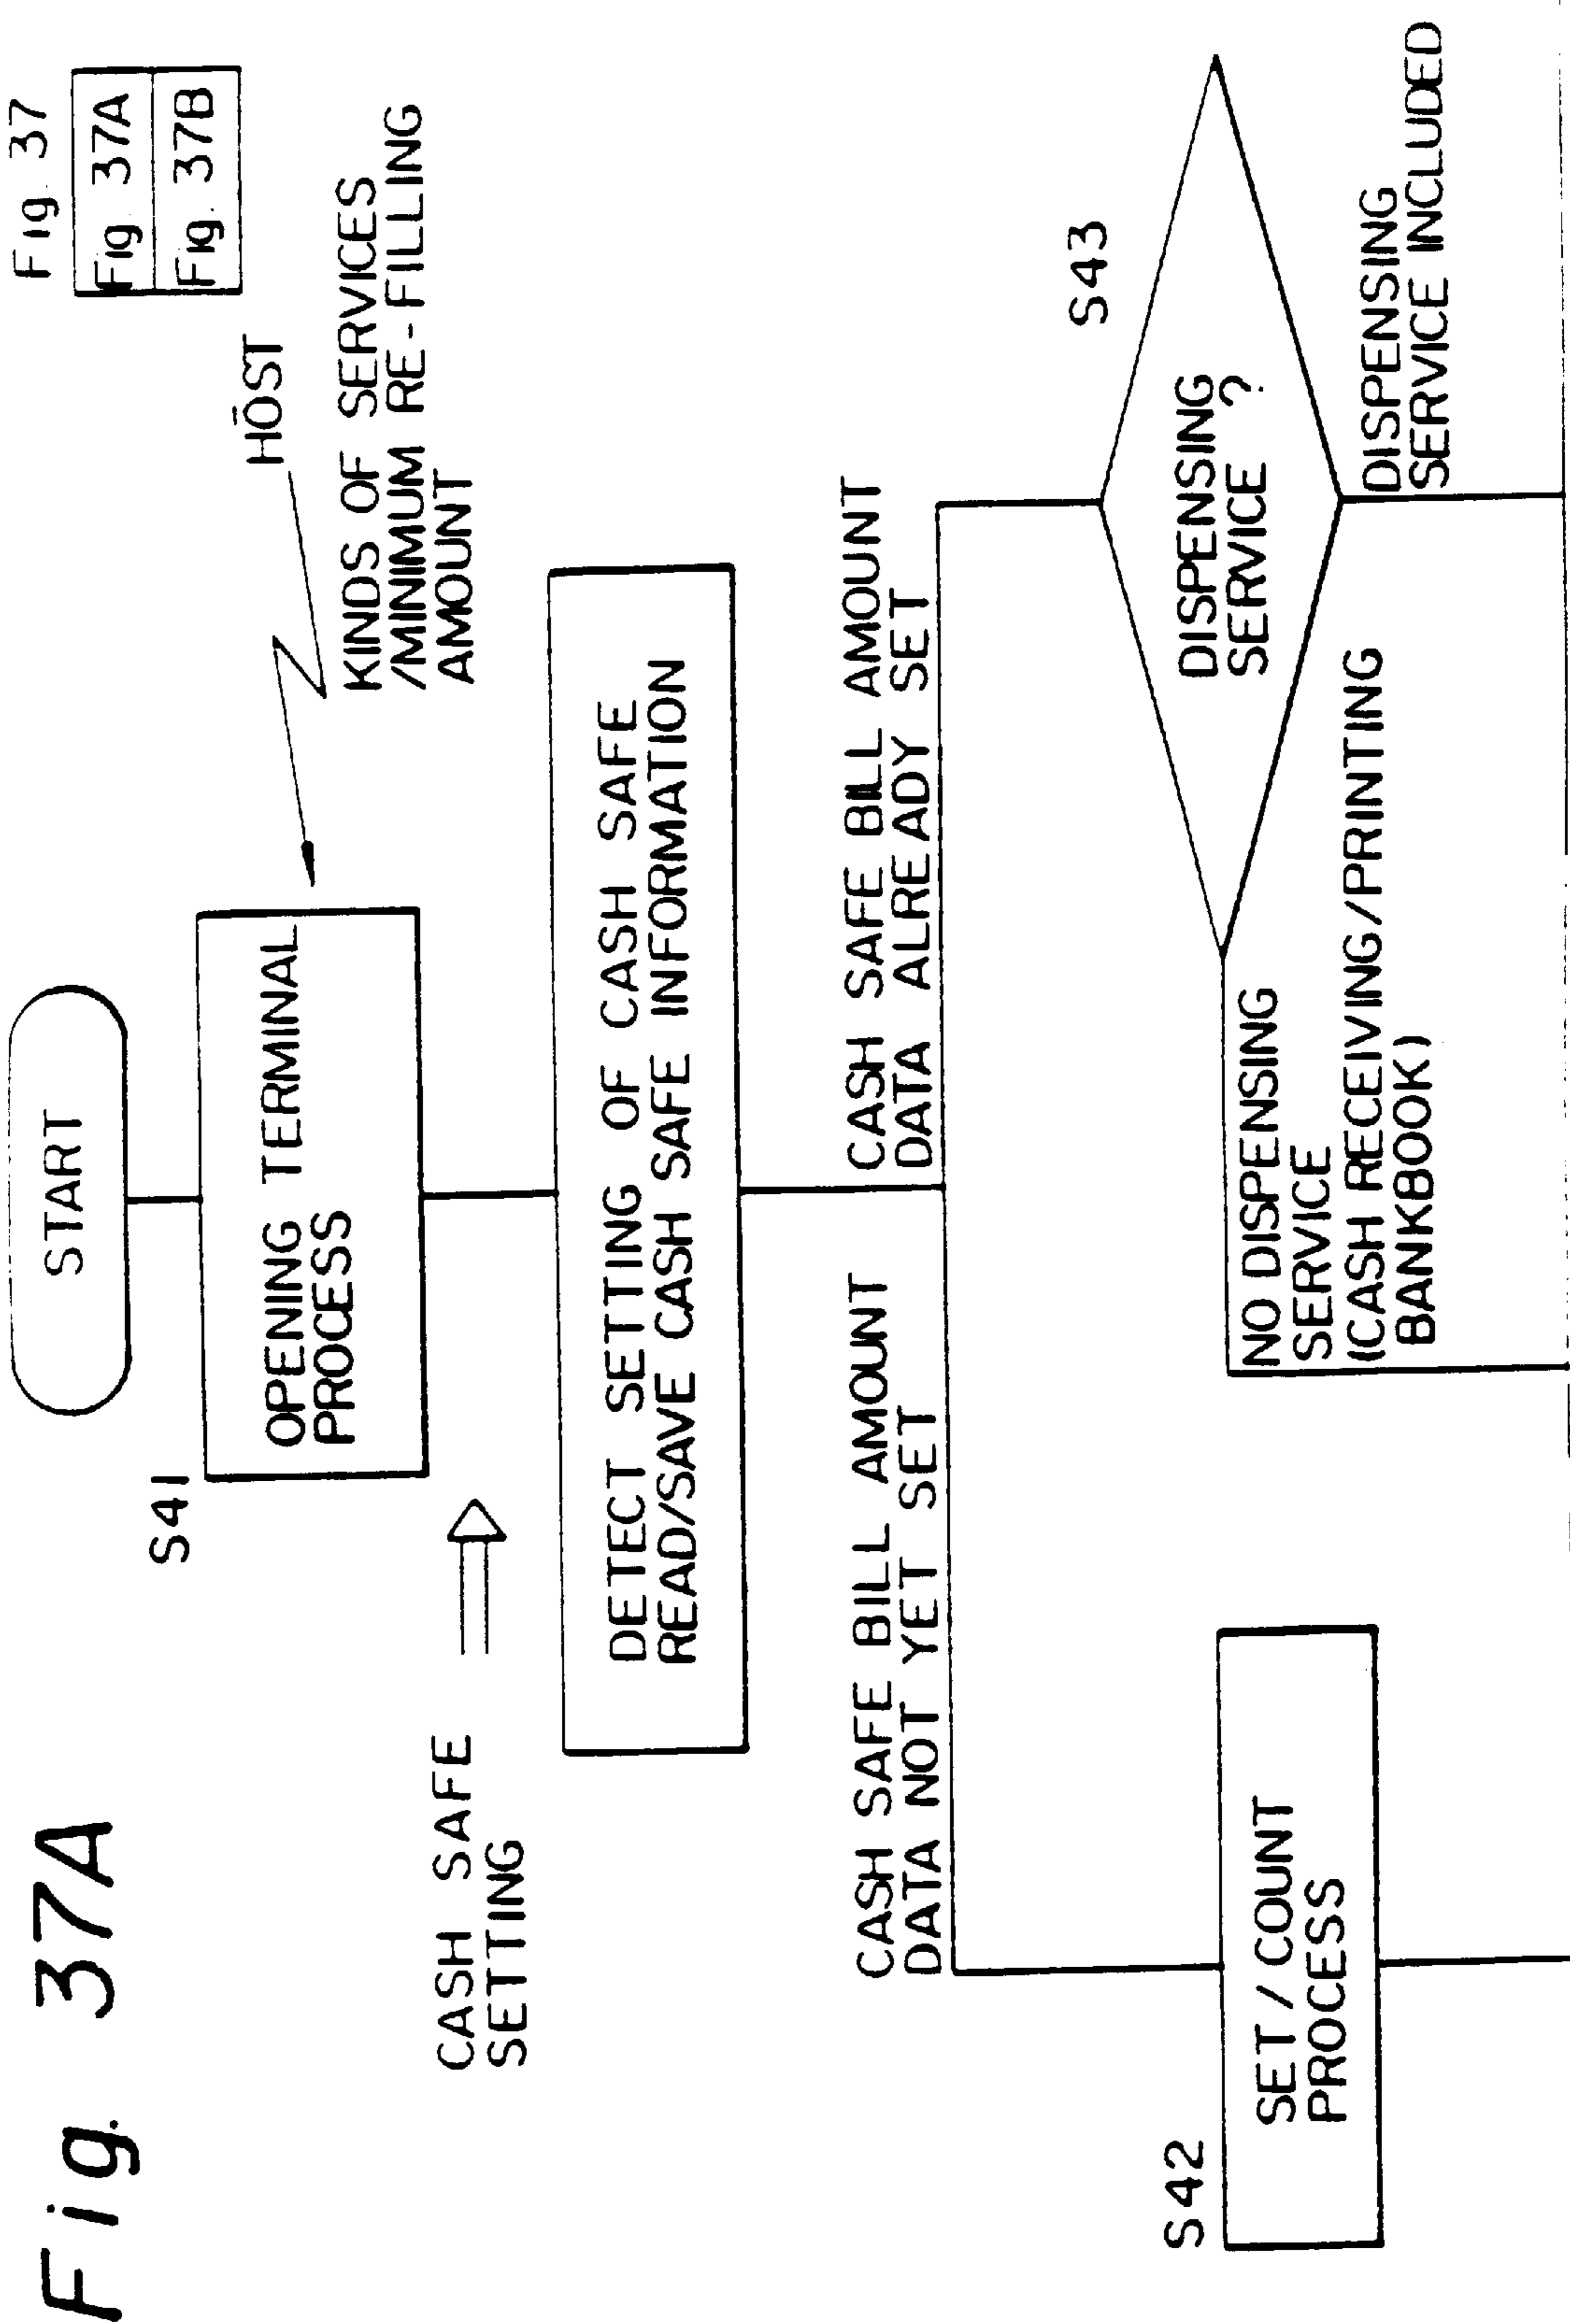 Fig. 37A
Fig. 37
Fig. 37A
Fig. 37B
START
S41
OPENING TERMINAL
PROCESS
HOST
KINDS OF SERVICES
/MINIMUM RE-FILLING
AMOUNT
CASH SAFE
SETTING
DETECT SETTING OF CASH SAFE
READ/SAVE CASH SAFE INFORMATION
CASH SAFE BILL AMOUNT
DATA NOT YET SET
CASH SAFE BILL AMOUNT
DATA ALREADY SET
S42
SET / COUNT
PROCESS
S43
DISPENSING
SERVICE ?
NO DISPENSING
SERVICE
(CASH RECEIVING/PRINTING
BANKBOOK)
DISPENSING
SERVICE INCLUDED